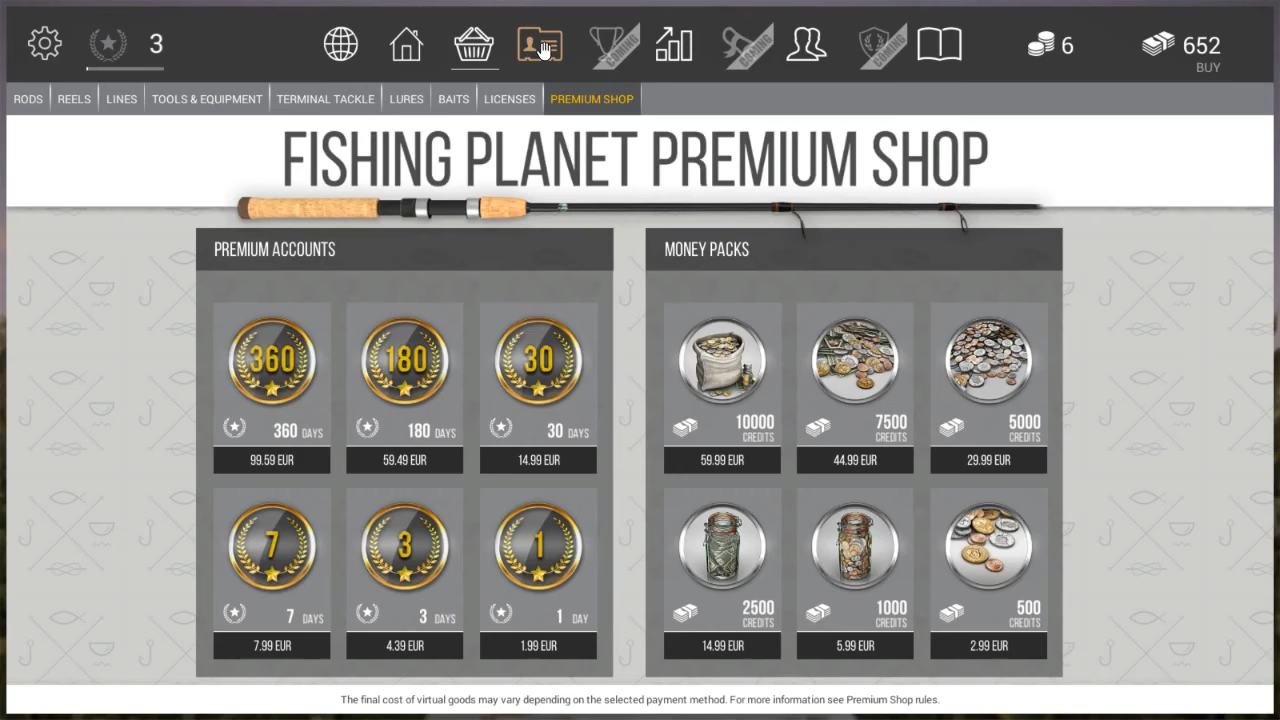 3
COMING
COMING
COMING
6
652
BUY
RODS
REELS
LINES
TOOLS & EQUIPMENT
TERMINAL TACKLE
LURES
BAITS
LICENSES
PREMIUM SHOP
FISHING PLANET PREMIUM SHOP
PREMIUM ACCOUNTS
360
180
30
360 DAYS
180 DAYS
30 DAYS
99.59 EUR
59.49 EUR
14.99 EUR
7
3
1
7 DAYS
3 DAYS
1 DAY
7.99 EUR
4.39 EUR
1.99 EUR
MONEY PACKS
10000
CREDITS
7500
CREDITS
5000
CREDITS
59.99 EUR
44.99 EUR
29.99 EUR
2500
CREDITS
1000
CREDITS
500
CREDITS
14.99 EUR
5.99 EUR
2.99 EUR
The final cost of virtual goods may vary depending on the selected payment method. For more information see Premium Shop rules.